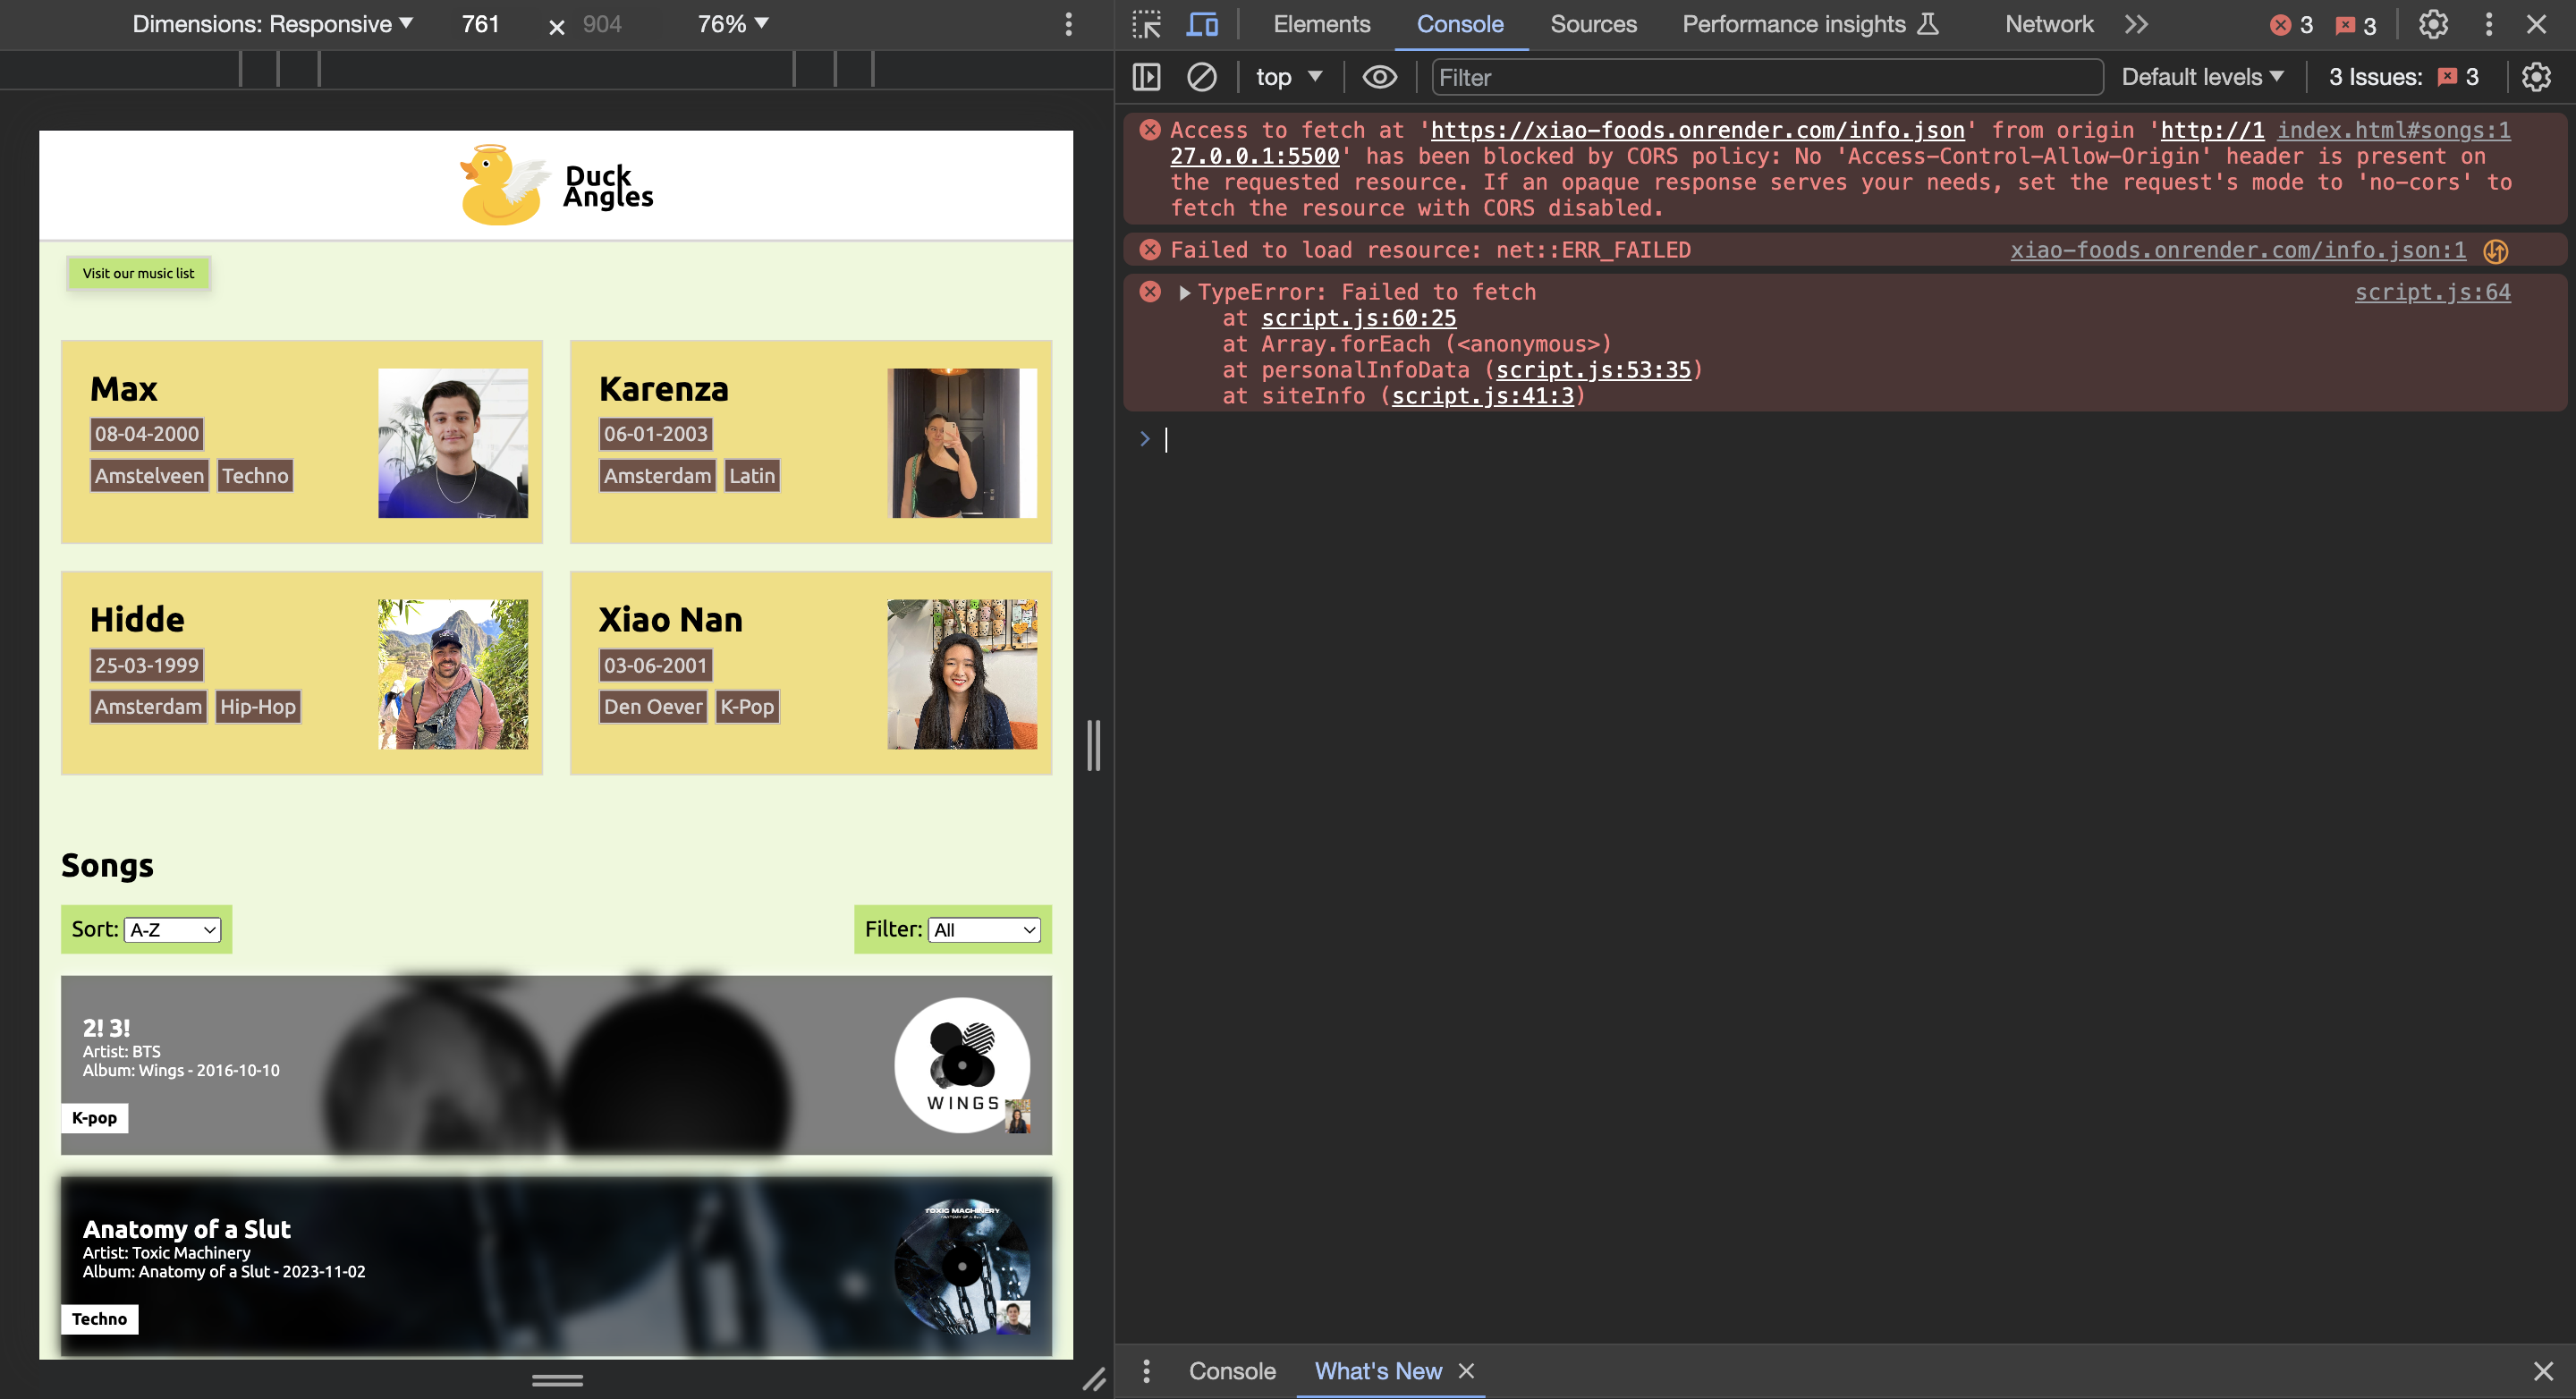 Dimensions: Responsive 761 × 904 76%
Duck
Angles
Visit our music list
Max
08-04-2000
Amstelveen Techno
Karenza
06-01-2003
Amsterdam Latin
Hidde
25-03-1999
Amsterdam Hip-Hop
Xiao Nan
03-06-2001
Den Oever K-Pop
Songs
Sort: A-Z
Filter: All
2! 3!
Artist: BTS
Album: Wings - 2016-10-10
K-pop
WINGS
Anatomy of a Slut
Artist: Toxic Machinery
Album: Anatomy of a Slut - 2023-11-02
Techno
TOXIC MACHINERY
Elements Console Sources Performance insights Network 3 3
top Filter Default levels 3 Issues: 3
Access to fetch at 'https://xiao-foods.onrender.com/info.json' from origin 'http://1 index.html#songs:1
27.0.0.1:5500' has been blocked by CORS policy: No 'Access-Control-Allow-Origin' header is present on
the requested resource. If an opaque response serves your needs, set the request's mode to 'no-cors' to
fetch the resource with CORS disabled.
Failed to load resource: net::ERR_FAILED xiao-foods.onrender.com/info.json:1
TypeError: Failed to fetch script.js:64
at script.js:60:25
at Array.forEach (<anonymous>)
at personalInfoData (script.js:53:35)
at siteInfo (script.js:41:3)
Console What's New